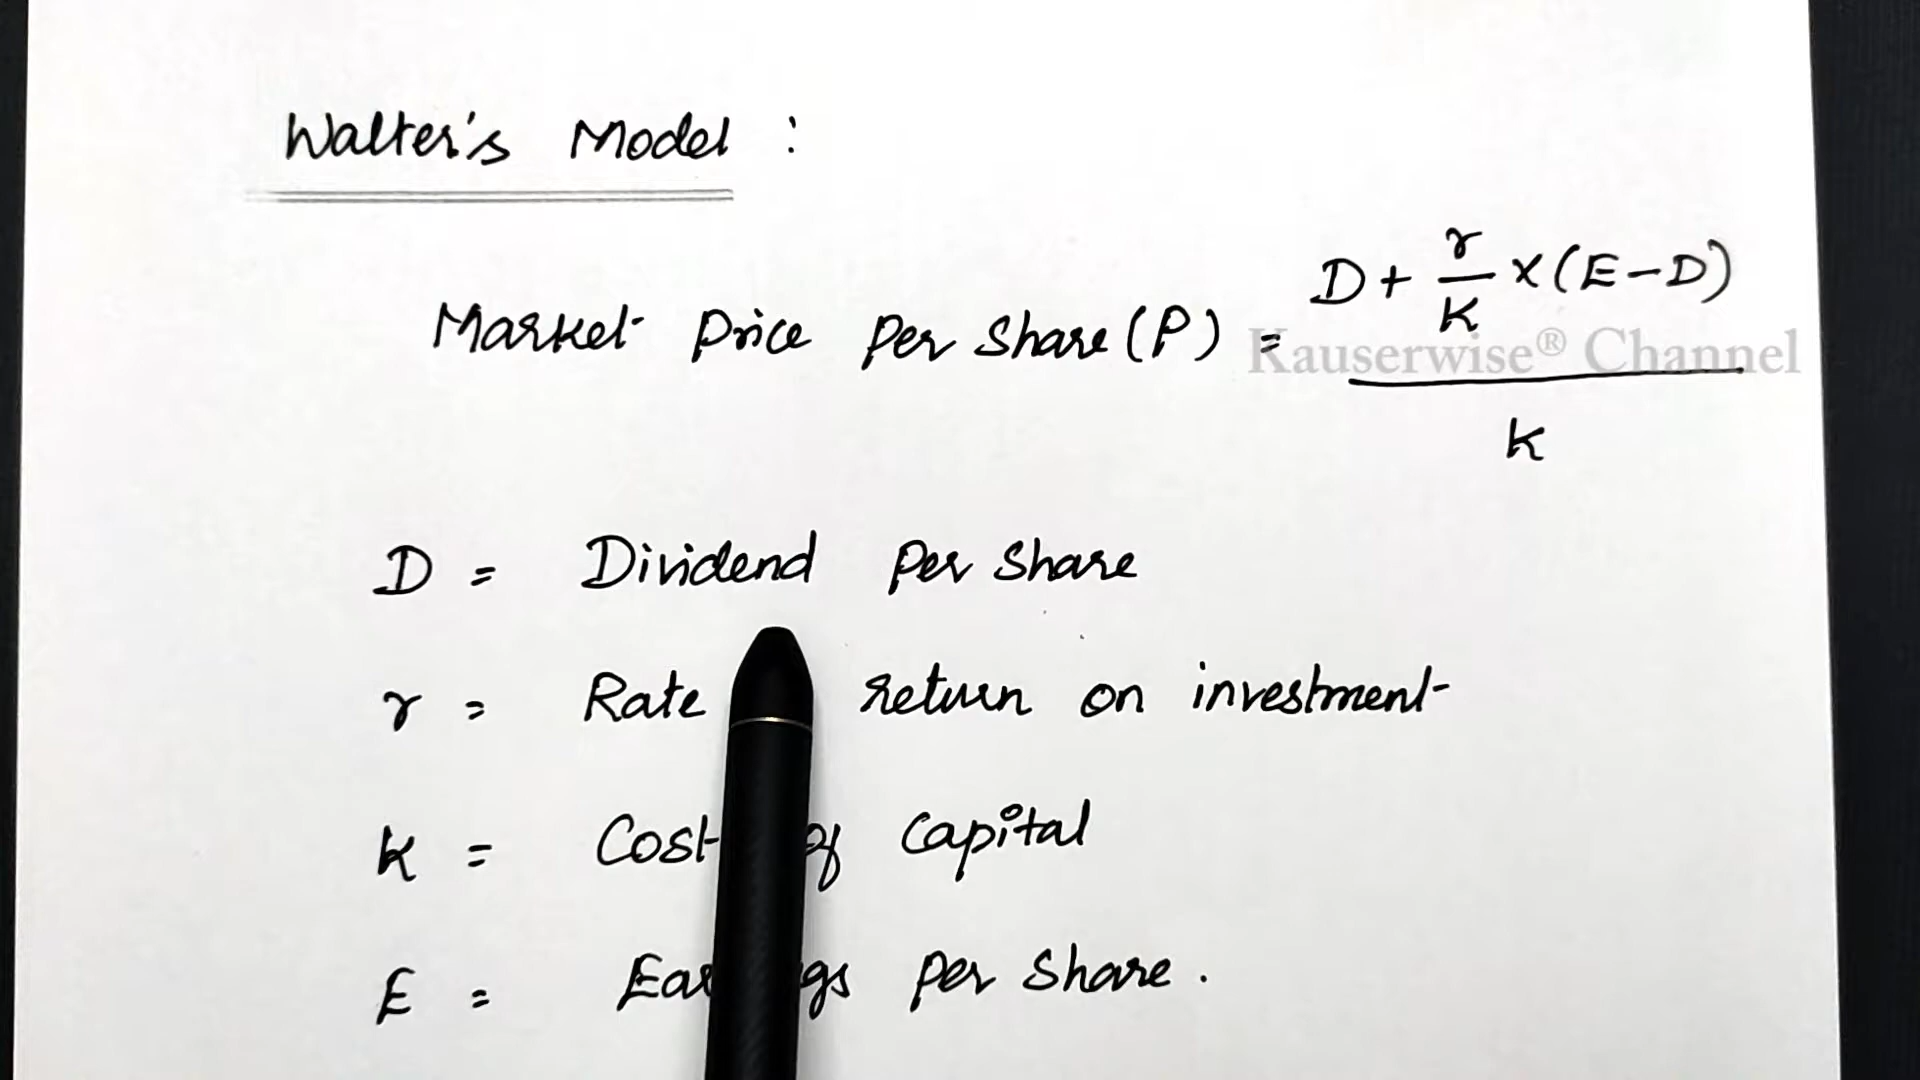 Walter's Model :
Market Price Per Share (P) = D + r/K × (E - D) / K
Kauserwise® Channel
D = Dividend Per Share
r = Rate return on investment
K = Cost of Capital
E = Per Share.